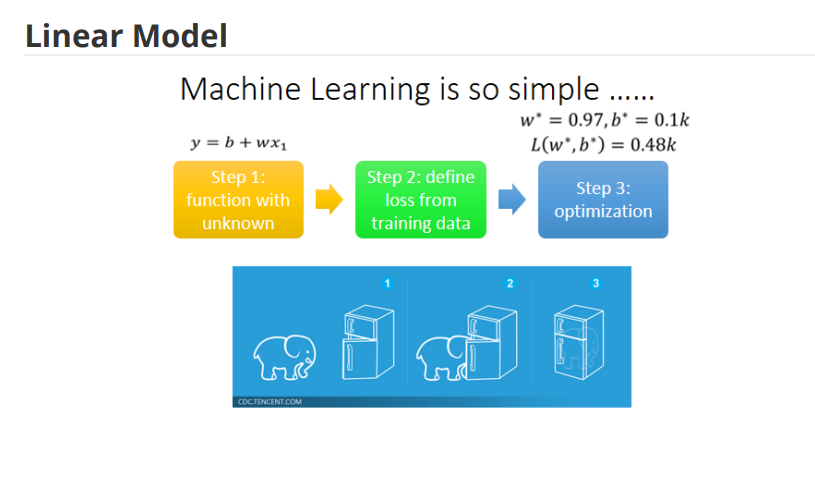 Linear Model
Machine Learning is so simple ……
w* = 0.97, b* = 0.1k
y = b + wx₁
L(w*, b*) = 0.48k
Step 1:
function with
unknown
Step 2: define
loss from
training data
Step 3:
optimization
1
2
3
CDC.TENCENT.COM